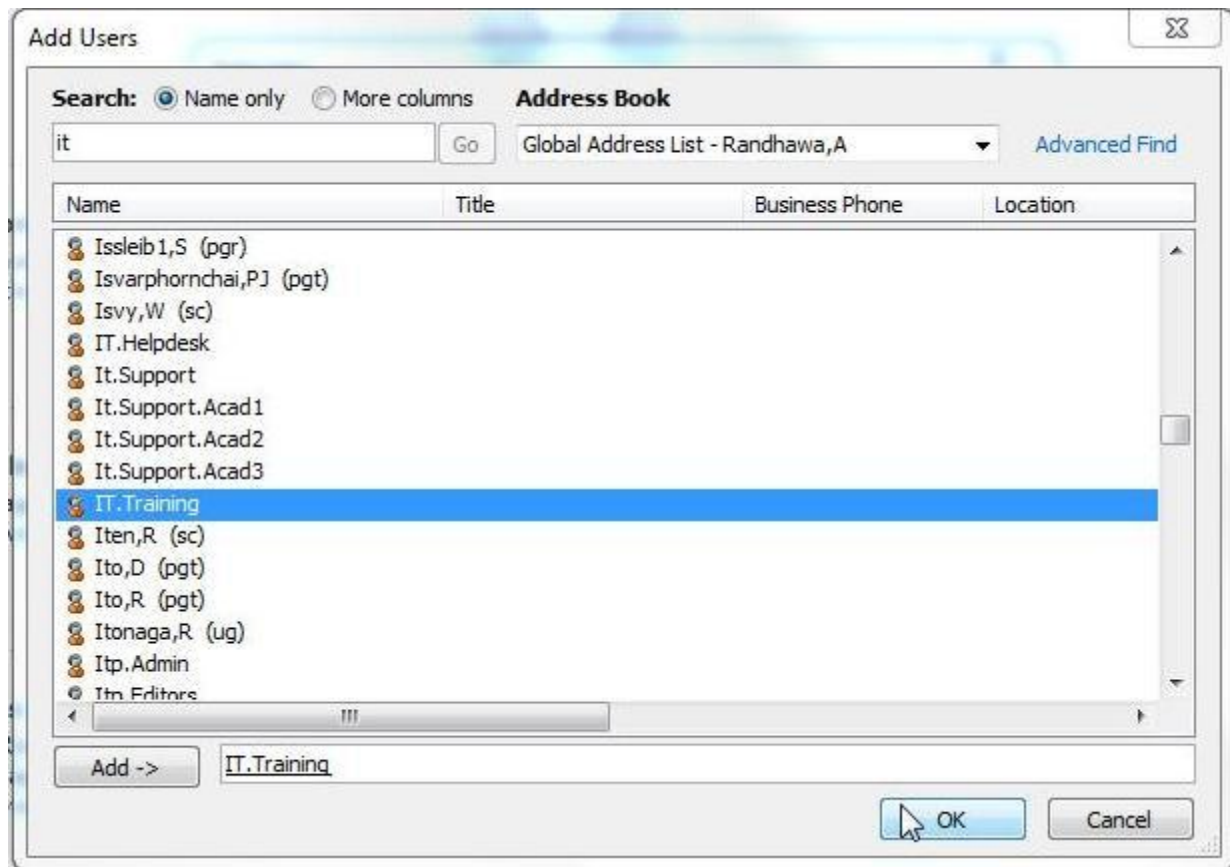 Add Users
Search: Name only More columns Address Book
it Go Global Address List - Randhawa,A Advanced Find
Name Title Business Phone Location
Issleib1,S (pgr)
Isvarphornchai,PJ (pgt)
Isvy,W (sc)
IT.Helpdesk
It.Support
It.Support.Acad1
It.Support.Acad2
It.Support.Acad3
IT.Training
Iten,R (sc)
Ito,D (pgt)
Ito,R (pgt)
Itonaga,R (ug)
Itp.Admin
Itp.Editors
Add -> IT.Training
OK Cancel